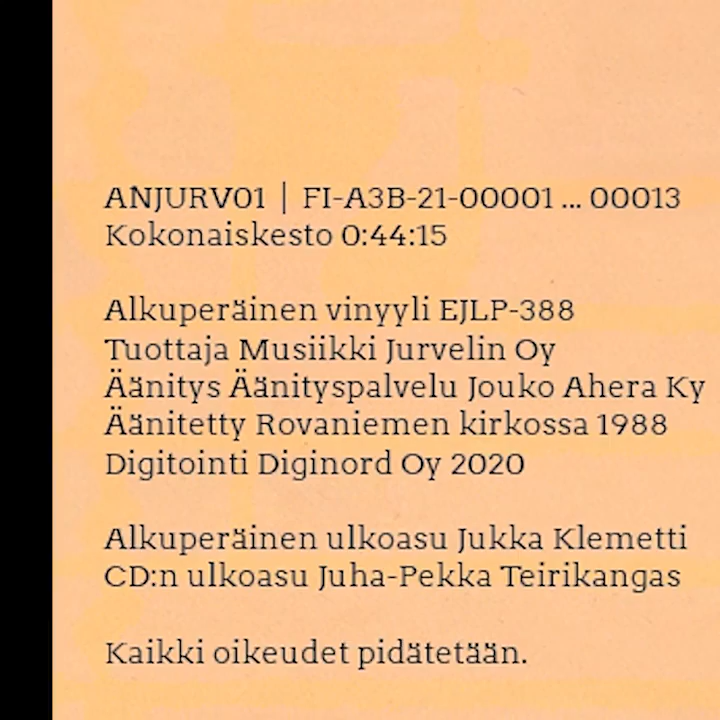 ANJURV01 | FI-A3B-21-00001 ... 00013
Kokonaiskesto 0:44:15
Alkuperäinen vinyyli EJLP-388
Tuottaja Musiikki Jurvelin Oy
Äänitys Äänityspalvelu Jouko Ahera Ky
Äänitetty Rovaniemen kirkossa 1988
Digitointi Diginord Oy 2020
Alkuperäinen ulkoasu Jukka Klemetti
CD:n ulkoasu Juha-Pekka Teirikangas
Kaikki oikeudet pidätetään.